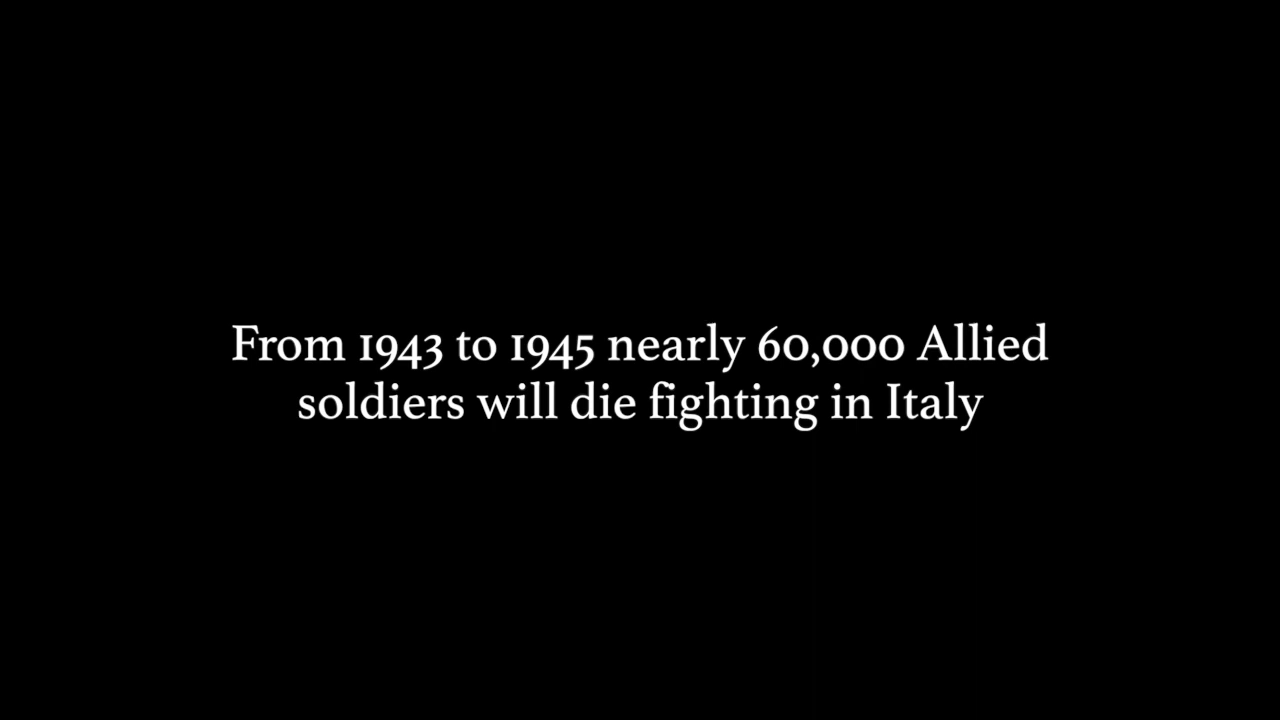 From 1943 to 1945 nearly 60,000 Allied
soldiers will die fighting in Italy